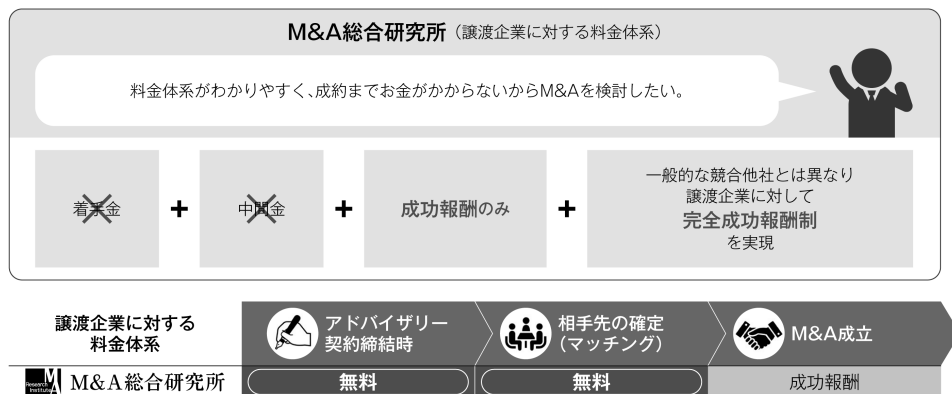 M&A総合研究所（譲渡企業に対する料金体系）
料金体系がわかりやすく、成約までお金がかからないからM&Aを検討したい。
着手金
+
中間金
+
成功報酬のみ
+
一般的な競合他社とは異なり
譲渡企業に対して
完全成功報酬制
を実現
譲渡企業に対する
料金体系
アドバイザリー
契約締結時
相手先の確定
（マッチング）
M&A成立
Research
Institute
M&A
M&A総合研究所
無料
無料
成功報酬